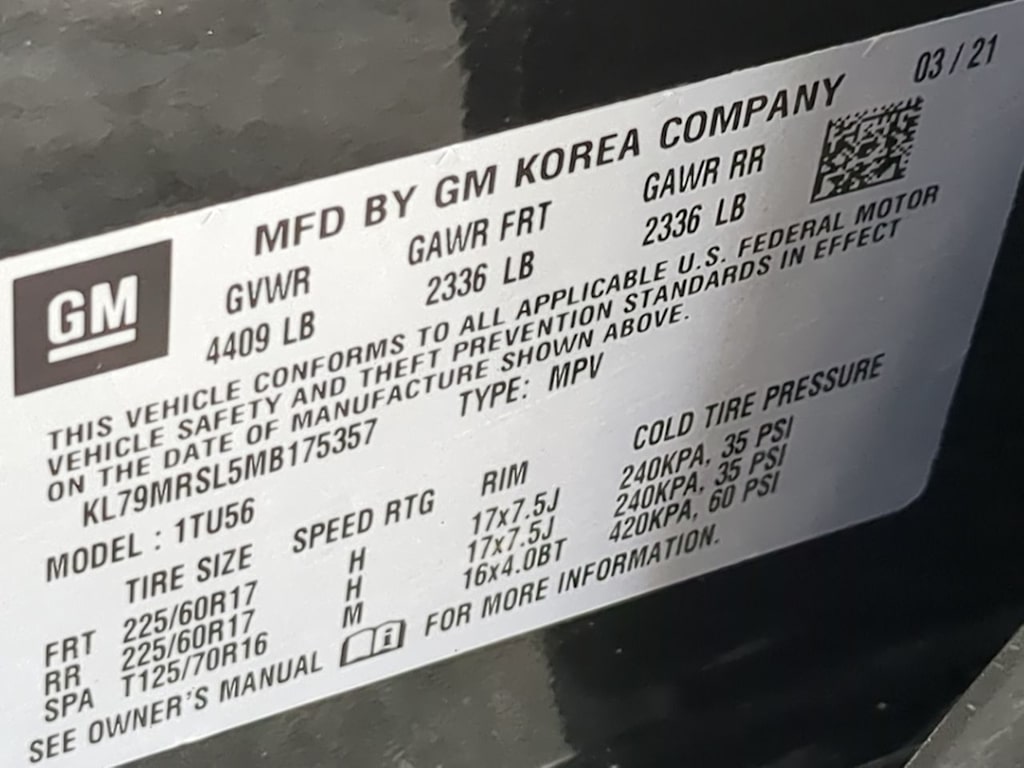 03 / 21
MFD BY GM KOREA COMPANY
GM
GVWR GAWR FRT GAWR RR
4409 LB 2336 LB 2336 LB
THIS VEHICLE CONFORMS TO ALL APPLICABLE U.S. FEDERAL MOTOR
VEHICLE SAFETY AND THEFT PREVENTION STANDARDS IN EFFECT
ON THE DATE OF MANUFACTURE SHOWN ABOVE.
KL79MRSL5MB175357 TYPE: MPV
MODEL : 1TU56
TIRE SIZE SPEED RTG RIM COLD TIRE PRESSURE
FRT 225/60R17 H 17x7.5J 240KPA, 35 PSI
RR 225/60R17 H 17x7.5J 240KPA, 35 PSI
SPA T125/70R16 M 16x4.0BT 420KPA, 60 PSI
SEE OWNER'S MANUAL i FOR MORE INFORMATION.